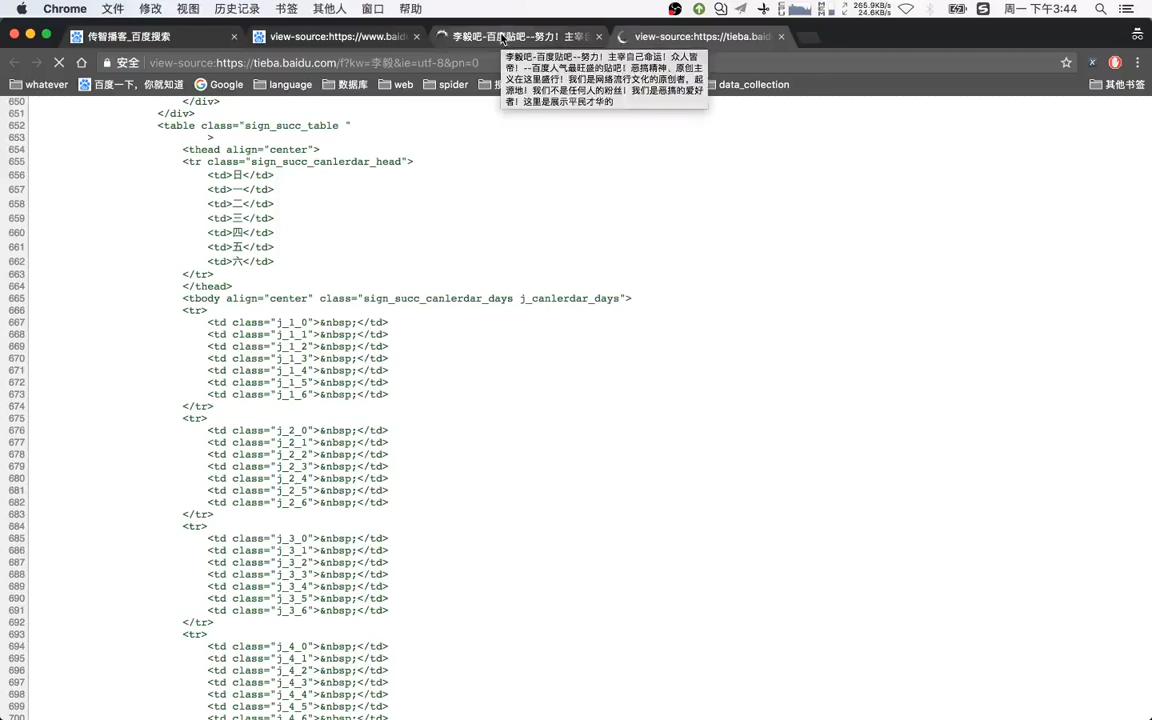 Chrome 文件 修改 视图 历史记录 书签 其他人 窗口 帮助 265.9KB/s 24.6KB/s 周一 下午3:44
传智播客_百度搜索 view-source:https://www.baid 李毅吧-百度贴吧--努力！主宰自 view-source:https://tieba.baidu
安全 view-source:https://tieba.baidu.com/f?kw=李毅&ie=utf-8&pn=0
李毅吧-百度贴吧--努力！主宰自己命运！众人皆
帝！--百度人气最旺盛的贴吧！恶搞精神、原创主
义在这里盛行！我们是网络流行文化的原创者，起
源地！我们不是任何人的粉丝！我们是恶搞的爱好
者！这里是展示平民才华的
whatever 百度一下，你就知道 Google language 数据库 web spider data_collection 其他书签
650 </div>
651 </div>
652 <table class="sign_succ_table "
653 >
654 <thead align="center">
655 <tr class="sign_succ_canlerdar_head">
656 <td>日</td>
657 <td>一</td>
658 <td>二</td>
659 <td>三</td>
660 <td>四</td>
661 <td>五</td>
662 <td>六</td>
663 </tr>
664 </thead>
665 <tbody align="center" class="sign_succ_canlerdar_days j_canlerdar_days">
666 <tr>
667 <td class="j_1_0">&nbsp;</td>
668 <td class="j_1_1">&nbsp;</td>
669 <td class="j_1_2">&nbsp;</td>
670 <td class="j_1_3">&nbsp;</td>
671 <td class="j_1_4">&nbsp;</td>
672 <td class="j_1_5">&nbsp;</td>
673 <td class="j_1_6">&nbsp;</td>
674 </tr>
675 <tr>
676 <td class="j_2_0">&nbsp;</td>
677 <td class="j_2_1">&nbsp;</td>
678 <td class="j_2_2">&nbsp;</td>
679 <td class="j_2_3">&nbsp;</td>
680 <td class="j_2_4">&nbsp;</td>
681 <td class="j_2_5">&nbsp;</td>
682 <td class="j_2_6">&nbsp;</td>
683 </tr>
684 <tr>
685 <td class="j_3_0">&nbsp;</td>
686 <td class="j_3_1">&nbsp;</td>
687 <td class="j_3_2">&nbsp;</td>
688 <td class="j_3_3">&nbsp;</td>
689 <td class="j_3_4">&nbsp;</td>
690 <td class="j_3_5">&nbsp;</td>
691 <td class="j_3_6">&nbsp;</td>
692 </tr>
693 <tr>
694 <td class="j_4_0">&nbsp;</td>
695 <td class="j_4_1">&nbsp;</td>
696 <td class="j_4_2">&nbsp;</td>
697 <td class="j_4_3">&nbsp;</td>
698 <td class="j_4_4">&nbsp;</td>
699 <td class="j_4_5">&nbsp;</td>
700 <td class="j_4_6">&nbsp;</td>